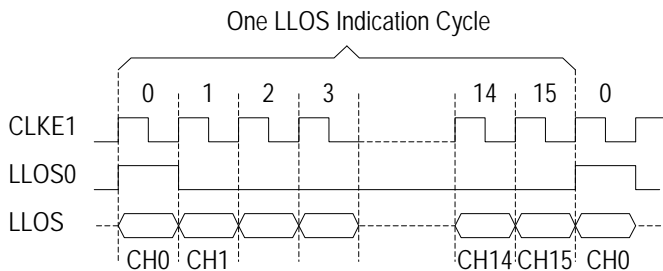 One LLOS Indication Cycle
0 1 2 3 14 15 0
CLKE1
LLOS0
LLOS
CH0 CH1 CH14 CH15 CH0